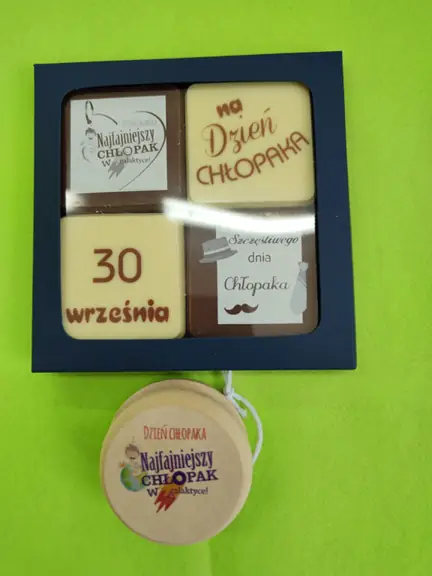 Najfajniejszy
CHŁOPAK
W galaktyce!
na
Dzień
CHŁOPAKA
30
września
Szczęśliwego
dnia
Chłopaka
DZIEŃ CHŁOPAKA
Najfajniejszy
CHŁOPAK
W galaktyce!